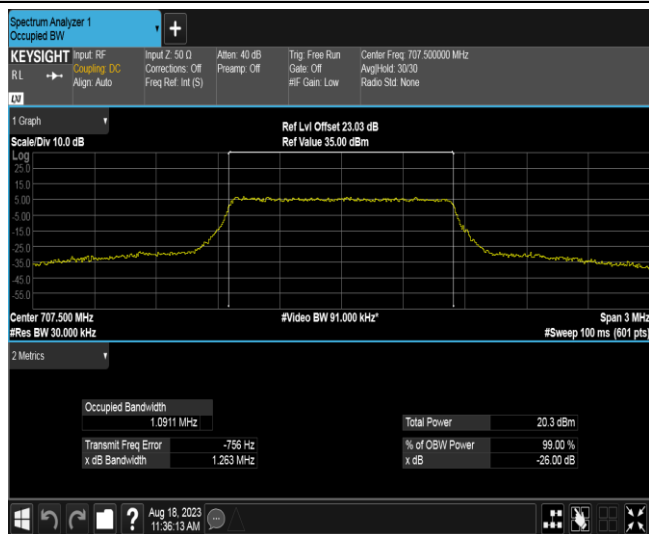 Spectrum Analyzer 1
Occupied BW
+
KEYSIGHT Input: RF Input Z: 50 Ω Atten: 40 dB Trig: Free Run Center Freq: 707.500000 MHz
RL Coupling: DC Corrections: Off Preamp: Off Gate: Off Avg|Hold: 30/30
Align: Auto Freq Ref: Int (S) #IF Gain: Low Radio Std: None
LXI
1 Graph
Ref Lvl Offset 23.03 dB
Scale/Div 10.0 dB Ref Value 35.00 dBm
Log
25.0
15.0
5.00
-5.00
-15.0
-25.0
-35.0
-45.0
-55.0
Center 707.500 MHz #Video BW 91.000 kHz* Span 3 MHz
#Res BW 30.000 kHz #Sweep 100 ms (601 pts)
2 Metrics
Occupied Bandwidth
1.0911 MHz Total Power 20.3 dBm
Transmit Freq Error -756 Hz % of OBW Power 99.00 %
x dB Bandwidth 1.263 MHz x dB -26.00 dB
? Aug 18, 2023
11:36:13 AM